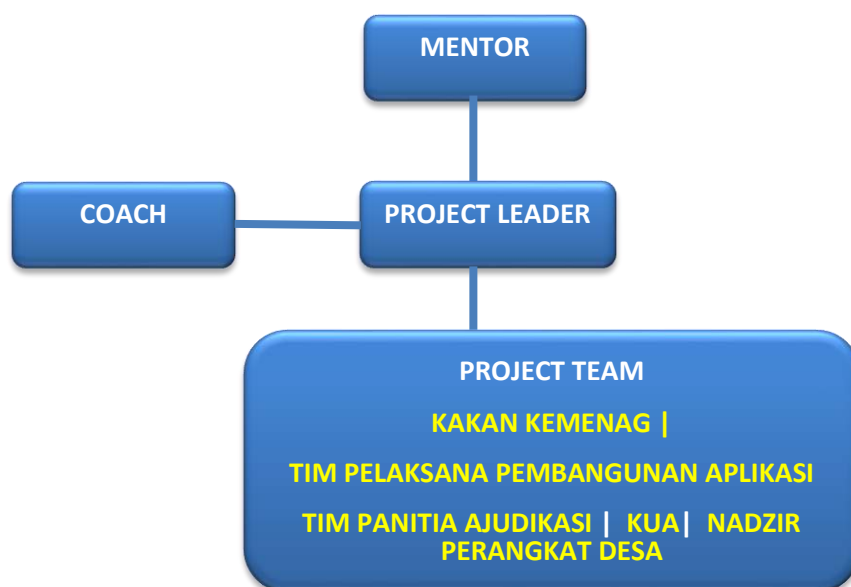 MENTOR
COACH
PROJECT LEADER
PROJECT TEAM
KAKAN KEMENAG |
TIM PELAKSANA PEMBANGUNAN APLIKASI
TIM PANITIA AJUDIKASI | KUA| NADZIR
PERANGKAT DESA